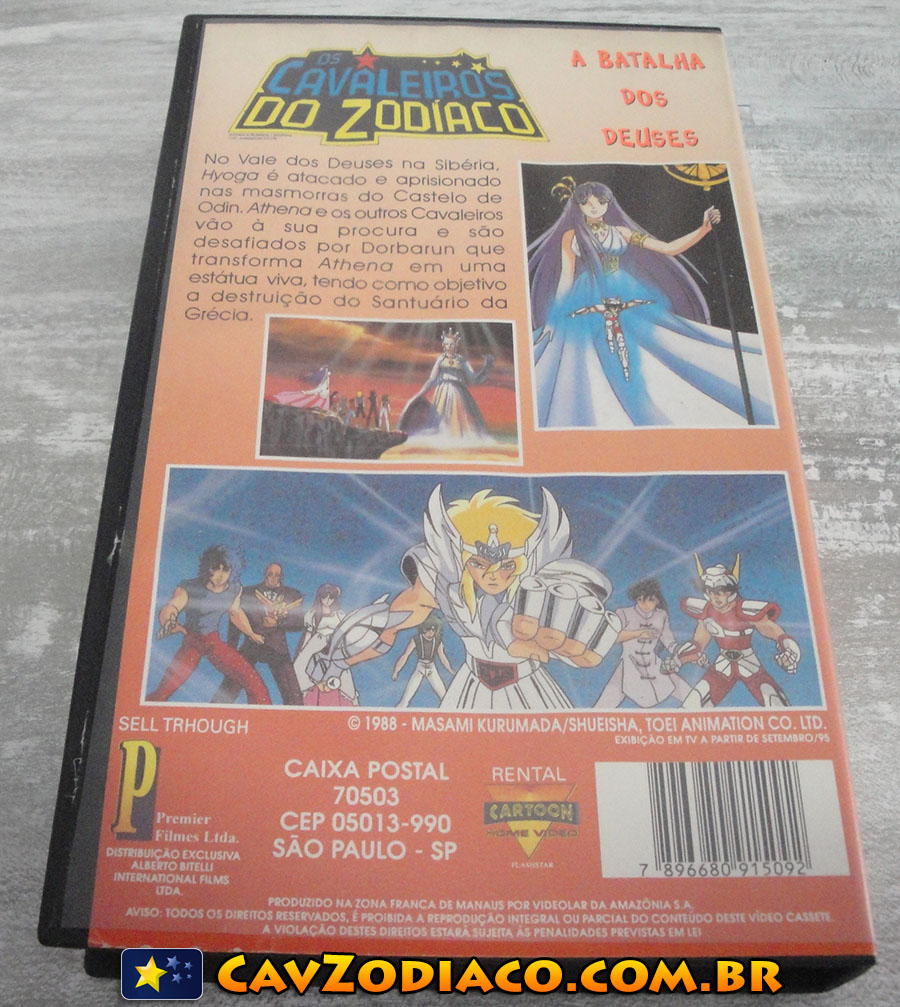 OS
CAVALEIROS
DO ZODÍACO
A BATALHA
DOS
DEUSES
No Vale dos Deuses na Sibéria,
Hyoga é atacado e aprisionado
nas masmorras do Castelo de
Odin. Athena e os outros Cavaleiros
vão à sua procura e são
desafiados por Dorbarun que
transforma Athena em uma
estátua viva, tendo como objetivo
a destruição do Santuário da
Grécia.
SELL TRHOUGH
© 1988 - MASAMI KURUMADA/SHUEISHA, TOEI ANIMATION CO. LTD.
EXIBIÇÃO EM TV A PARTIR DE SETEMBRO/95
P
Premier
Filmes Ltda.
DISTRIBUIÇÃO EXCLUSIVA
ALBERTO BITELLI
INTERNATIONAL FILMS
LTDA.
CAIXA POSTAL
70503
CEP 05013-990
SÃO PAULO - SP
RENTAL
CARTOON
HOME VIDEO
FLASHSTAR
7 896680 915092
PRODUZIDO NA ZONA FRANCA DE MANAUS POR VIDEOLAR DA AMAZÔNIA S.A.
AVISO: TODOS OS DIREITOS RESERVADOS, É PROIBIDA A REPRODUÇÃO INTEGRAL OU PARCIAL DO CONTEÚDO DESTE VÍDEO CASSETE.
A VIOLAÇÃO DESTES DIREITOS ESTARÁ SUJEITA ÀS PENALIDADES PREVISTAS EM LEI
CAVZODIACO.COM.BR